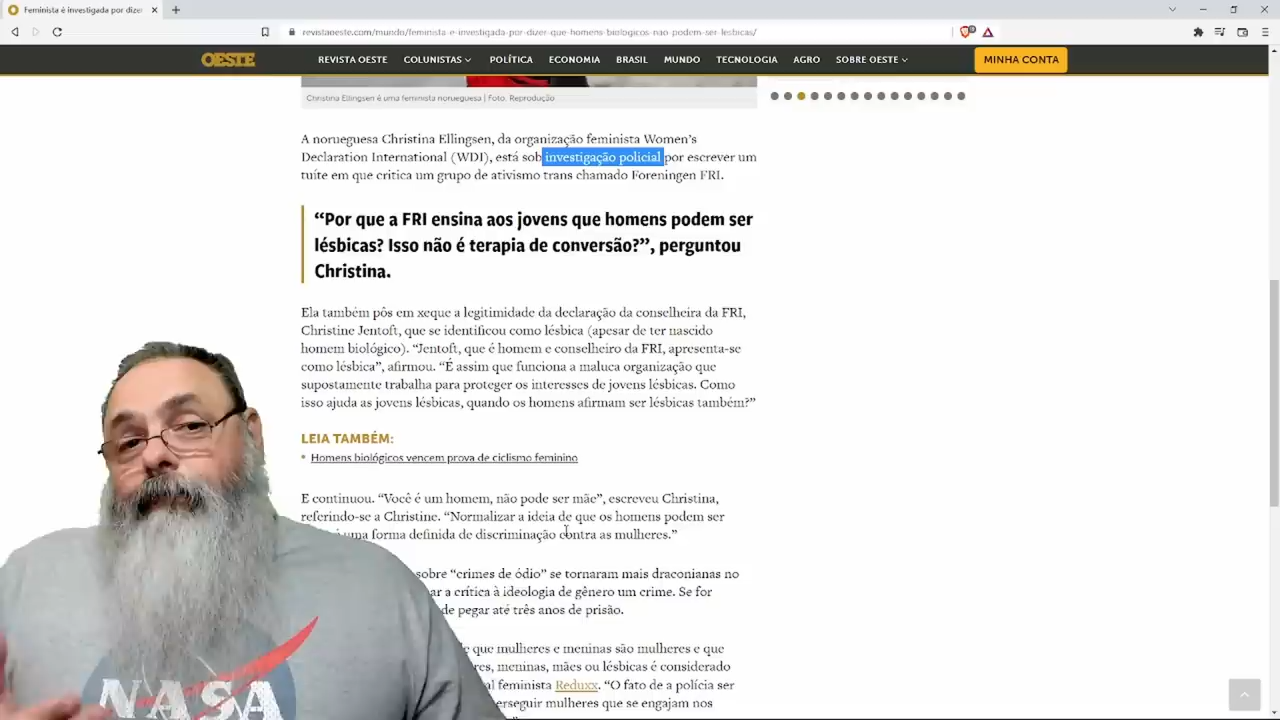 Feminista é investigada por dizer
revistaoeste.com/mundo/feminista-e-investigada-por-dizer-que-homens-biologicos-nao-podem-ser-lesbicas/
OESTE
REVISTA OESTE COLUNISTAS POLÍTICA ECONOMIA BRASIL MUNDO TECNOLOGIA AGRO SOBRE OESTE MINHA CONTA
Christina Ellingsen é uma feminista norueguesa | Foto: Reprodução
A norueguesa Christina Ellingsen, da organização feminista Women's
Declaration International (WDI), está sob investigação policial por escrever um
tuíte em que critica um grupo de ativismo trans chamado Foreningen FRI.
“Por que a FRI ensina aos jovens que homens podem ser
lésbicas? Isso não é terapia de conversão?”, perguntou
Christina.
Ela também pôs em xeque a legitimidade da declaração da conselheira da FRI,
Christine Jentoft, que se identificou como lésbica (apesar de ter nascido
homem biológico). “Jentoft, que é homem e conselheiro da FRI, apresenta-se
como lésbica”, afirmou. “É assim que funciona a maluca organização que
supostamente trabalha para proteger os interesses de jovens lésbicas. Como
isso ajuda as jovens lésbicas, quando os homens afirmam ser lésbicas também?”
LEIA TAMBÉM:
Homens biológicos vencem prova de ciclismo feminino
E continuou. “Você é um homem, não pode ser mãe”, escreveu Christina,
referindo-se a Christine. “Normalizar a ideia de que os homens podem ser
uma forma definida de discriminação contra as mulheres.”
sobre “crimes de ódio” se tornaram mais draconianas no
a crítica à ideologia de gênero um crime. Se for
de pegar até três anos de prisão.
que mulheres e meninas são mulheres e que
meninas, mães ou lésbicas é considerado
feminista Reduxx. “O fato de a polícia ser
mulheres que se engajam nos
NASA